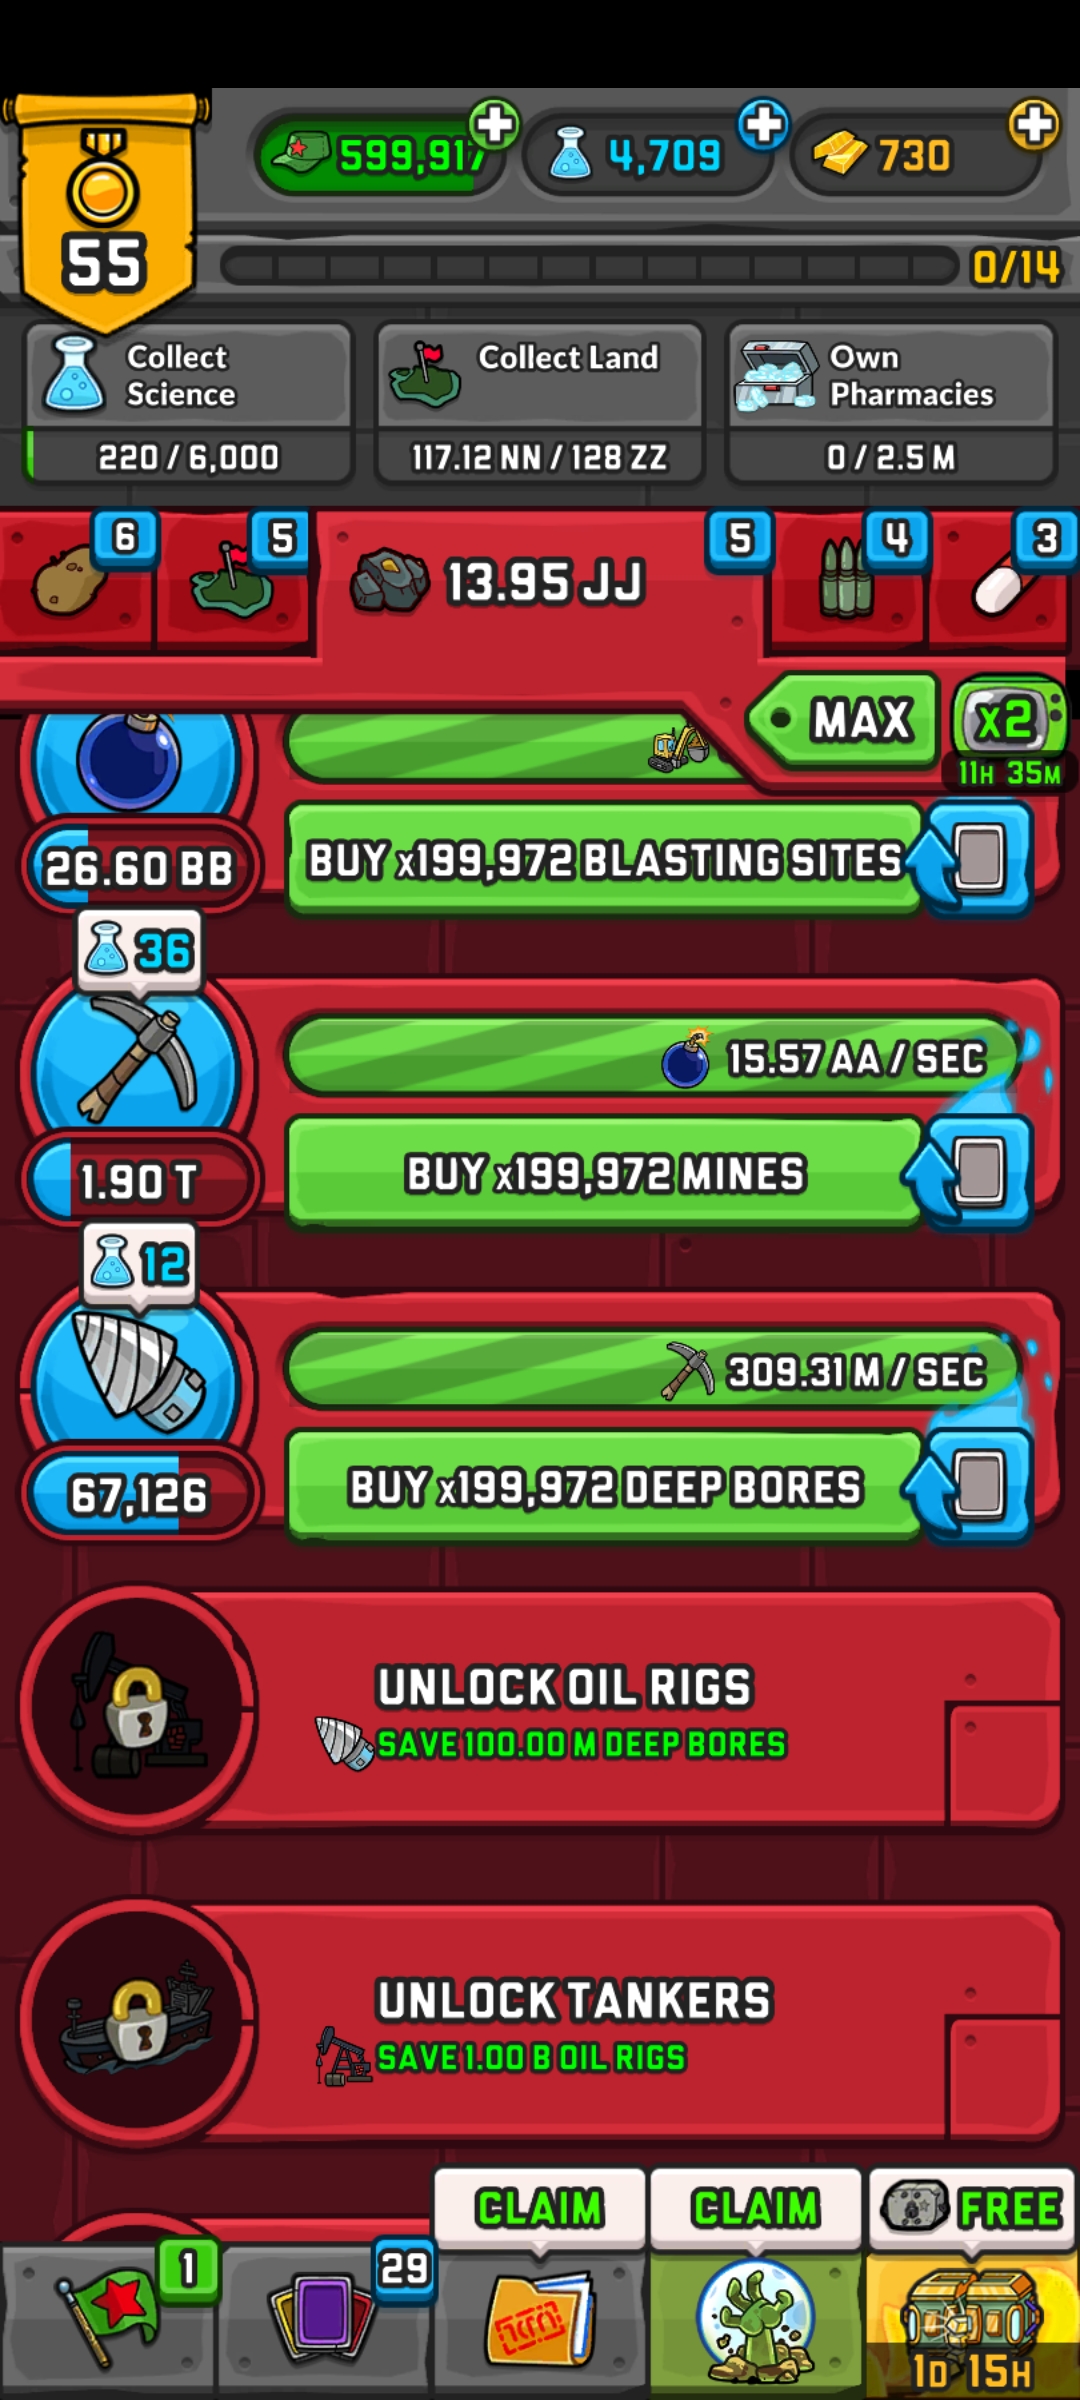 55
599,917
4,709
730
0/14
Collect
Science
220 / 6,000
Collect Land
117.12 NN / 128 ZZ
Own
Pharmacies
0 / 2.5 M
6
5
13.95 JJ
5
4
3
MAX
x2
11H 35M
26.60 BB
BUY x199,972 BLASTING SITES
36
15.57 AA / SEC
1.90 T
BUY x199,972 MINES
12
309.31 M / SEC
67,126
BUY x199,972 DEEP BORES
UNLOCK OIL RIGS
SAVE 100.00 M DEEP BORES
UNLOCK TANKERS
SAVE 1.00 B OIL RIGS
CLAIM
CLAIM
FREE
1
29
1D 15H